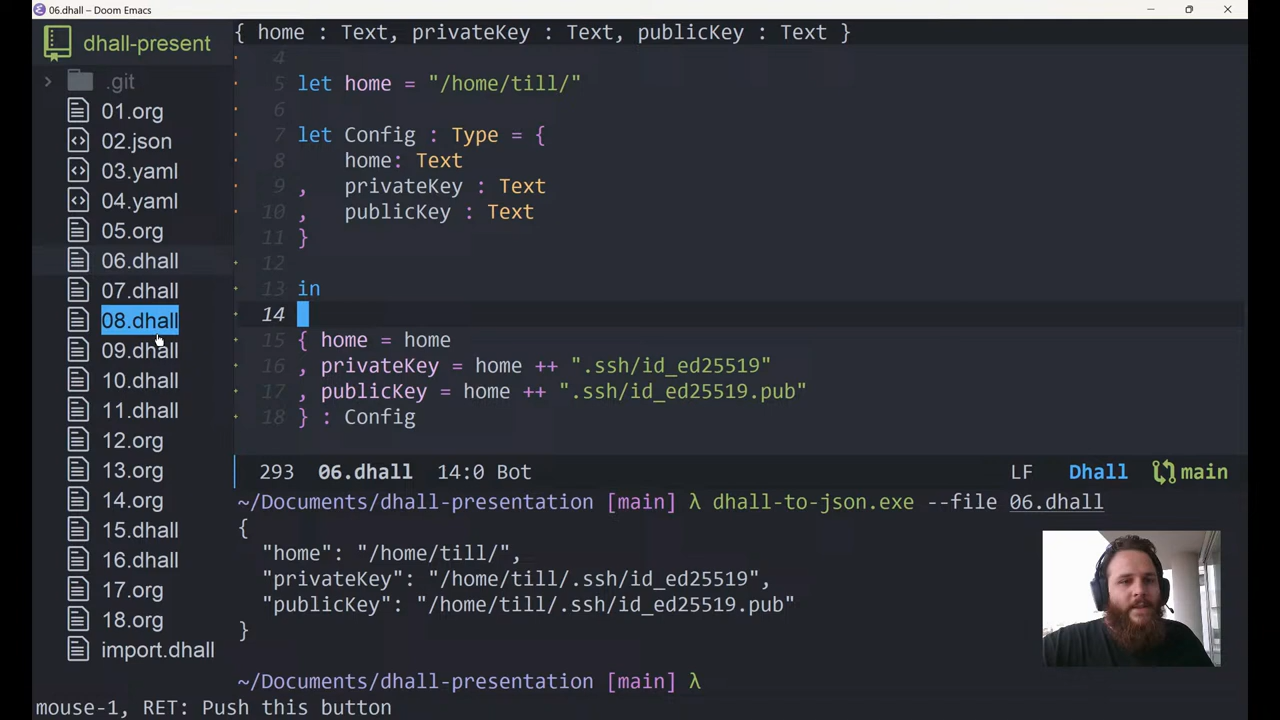 06.dhall – Doom Emacs
dhall-present
.git
01.org
02.json
03.yaml
04.yaml
05.org
06.dhall
07.dhall
08.dhall
09.dhall
10.dhall
11.dhall
12.org
13.org
14.org
15.dhall
16.dhall
17.org
18.org
import.dhall
{ home : Text, privateKey : Text, publicKey : Text }
4
5 let home = "/home/till/"
6
7 let Config : Type = {
8     home: Text
9 ,   privateKey : Text
10 ,   publicKey : Text
11 }
12
13 in
14
15 { home = home
16 , privateKey = home ++ ".ssh/id_ed25519"
17 , publicKey = home ++ ".ssh/id_ed25519.pub"
18 } : Config
293 06.dhall 14:0 Bot LF Dhall main
~/Documents/dhall-presentation [main] λ dhall-to-json.exe --file 06.dhall
{
  "home": "/home/till/",
  "privateKey": "/home/till/.ssh/id_ed25519",
  "publicKey": "/home/till/.ssh/id_ed25519.pub"
}
~/Documents/dhall-presentation [main] λ
mouse-1, RET: Push this button